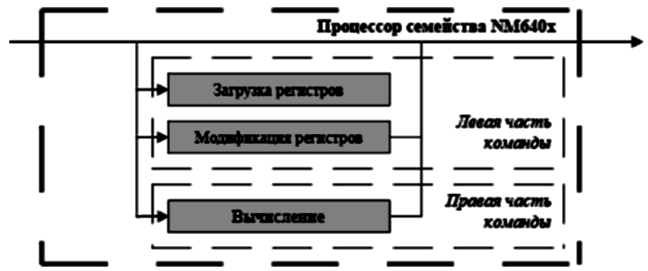 Процессор семейства NM640x
Загрузка регистров
Модификация регистров
Левая часть
команды
Вычисление
Правая часть
команды